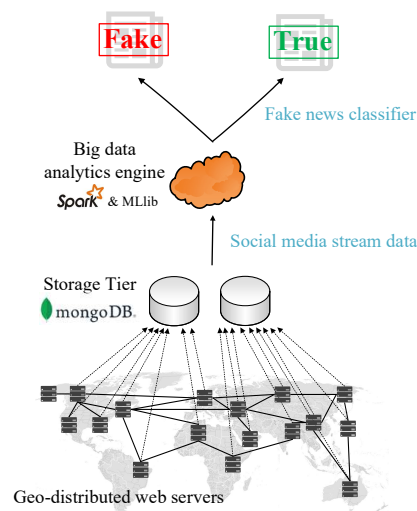 Fake
True
Fake news classifier
Big data
analytics engine
Spark & MLlib
Social media stream data
Storage Tier
mongoDB
Geo-distributed web servers